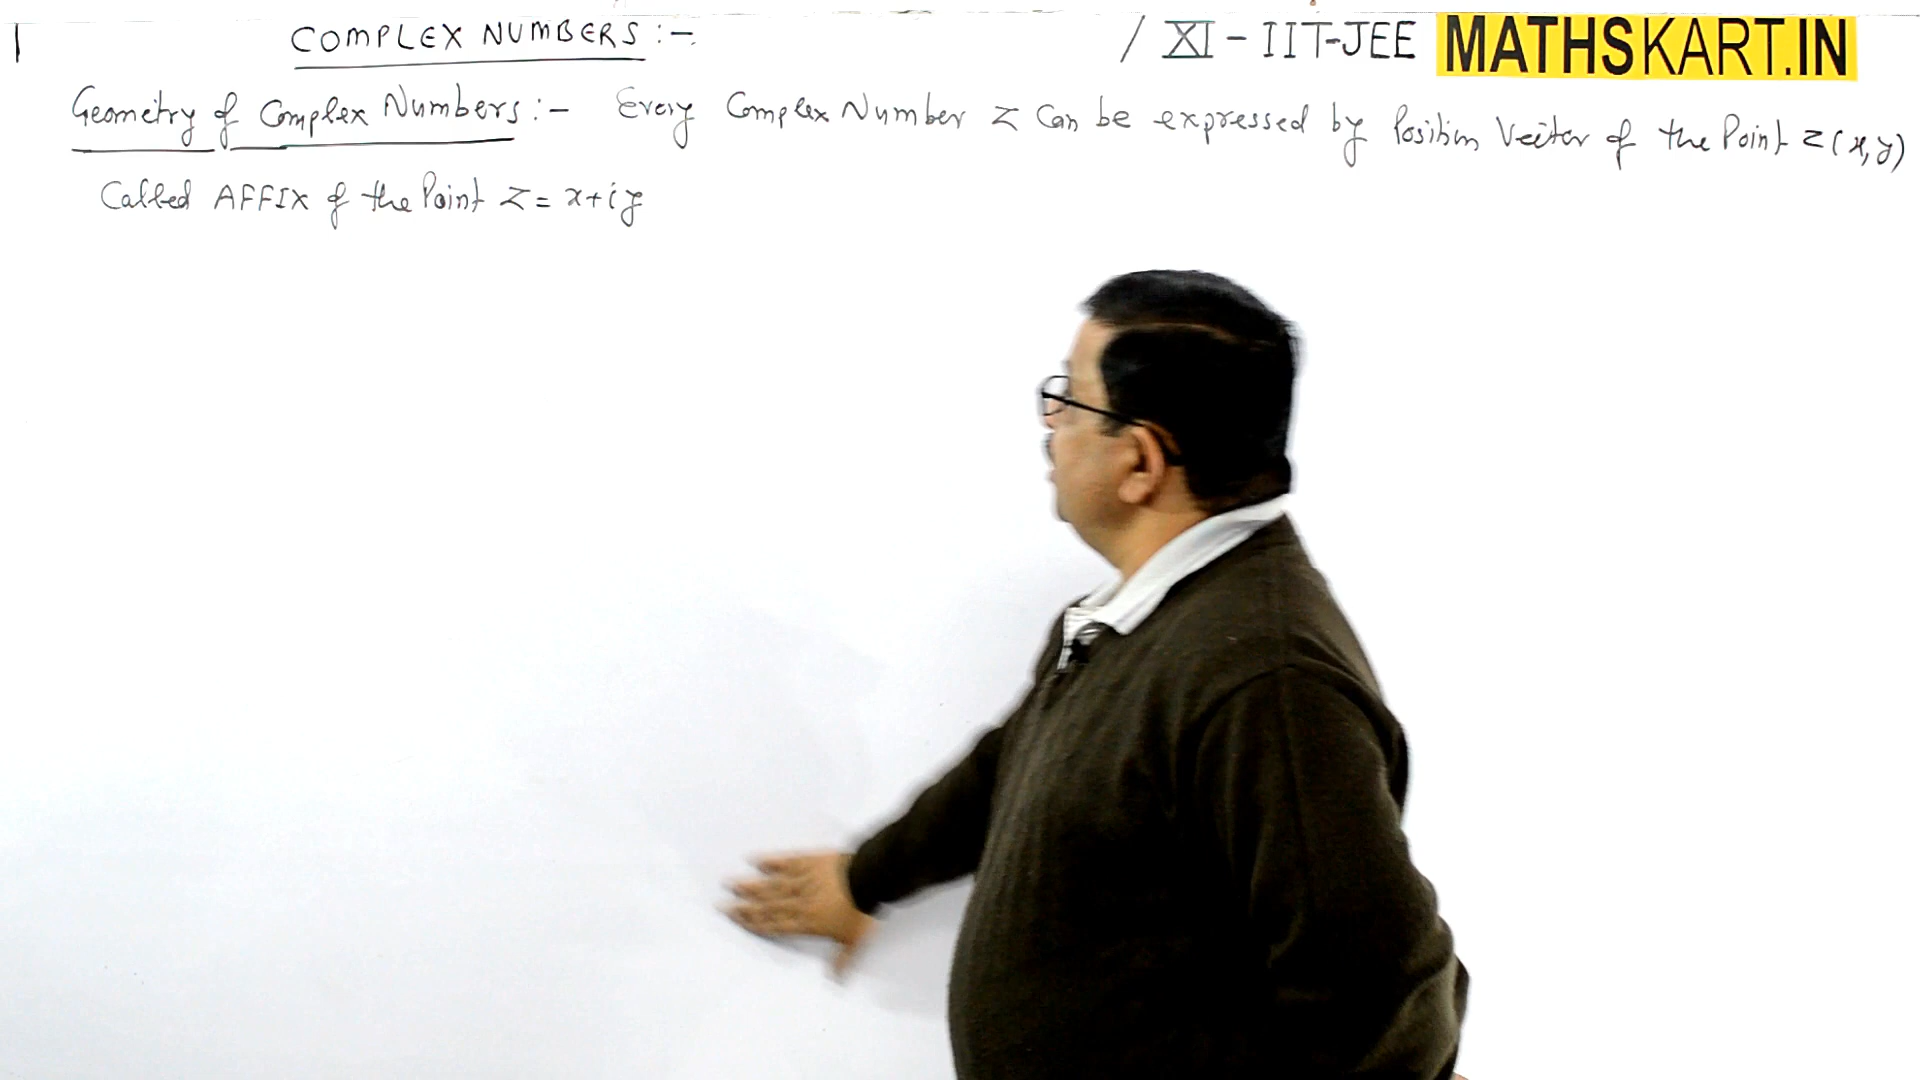 COMPLEX NUMBERS :- / XI - IIT-JEE MATHSKART.IN
Geometry of Complex Numbers :- Every Complex Number Z Can be expressed by Position Vector of the Point z(x,y)
Called AFFIX of the Point Z = x+iy